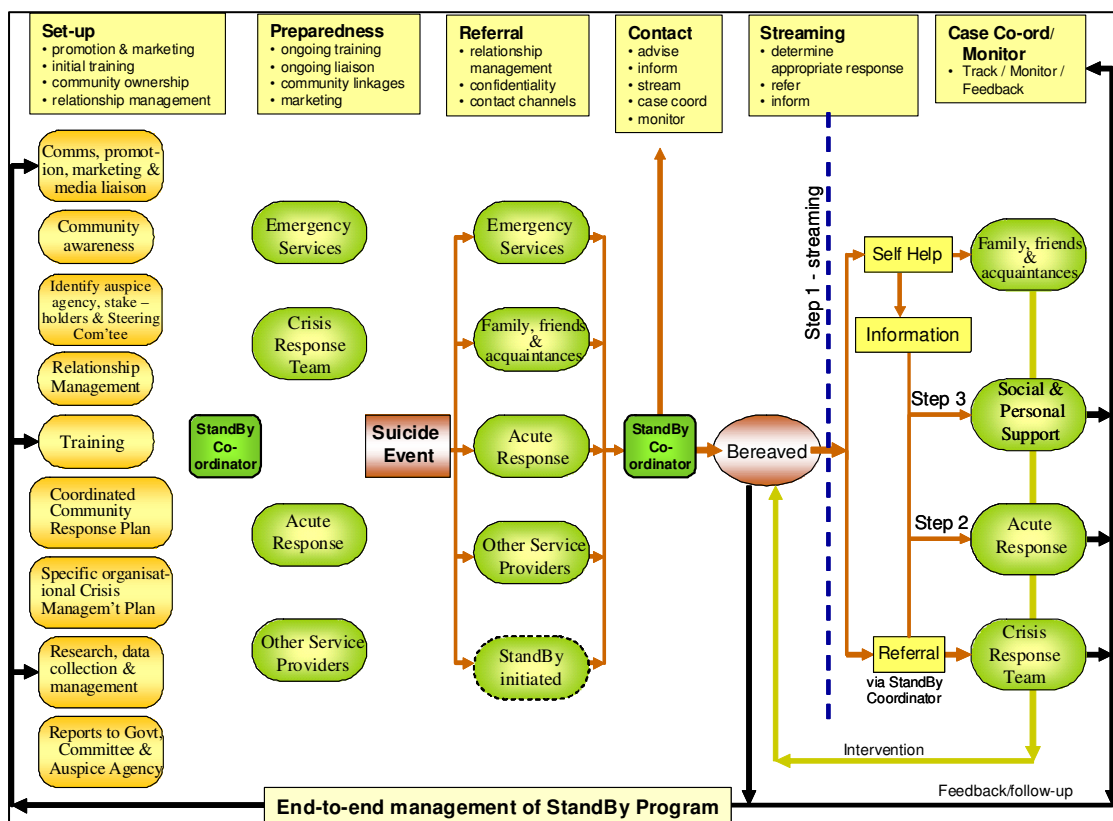 Set-up
• promotion & marketing
• initial training
• community ownership
• relationship management
Preparedness
• ongoing training
• ongoing liaison
• community linkages
• marketing
Referral
• relationship
management
• confidentiality
• contact channels
Contact
• advise
• inform
• stream
• case coord
• monitor
Streaming
• determine
appropriate response
• refer
• inform
Case Co-ord/
Monitor
• Track / Monitor /
Feedback
Comms, promot-
ion, marketing &
media liaison
Community
awareness
Identify auspice
agency, stake –
holders & Steering
Com'tee
Relationship
Management
Training
Coordinated
Community
Response Plan
Specific organisat-
ional Crisis
Managem't Plan
Research, data
collection &
management
Reports to Govt,
Committee &
Auspice Agency
StandBy
Co-
ordinator
Emergency
Services
Crisis
Response
Team
Acute
Response
Other Service
Providers
Suicide
Event
Emergency
Services
Family, friends
&
acquaintances
Acute
Response
Other Service
Providers
StandBy
initiated
StandBy
Co-
ordinator
Bereaved
Step 1 - streaming
Self Help
Information
Step 3
Step 2
Referral
via StandBy
Coordinator
Family, friends
&
acquaintances
Social &
Personal
Support
Acute
Response
Crisis
Response
Team
Intervention
Feedback/follow-up
End-to-end management of StandBy Program